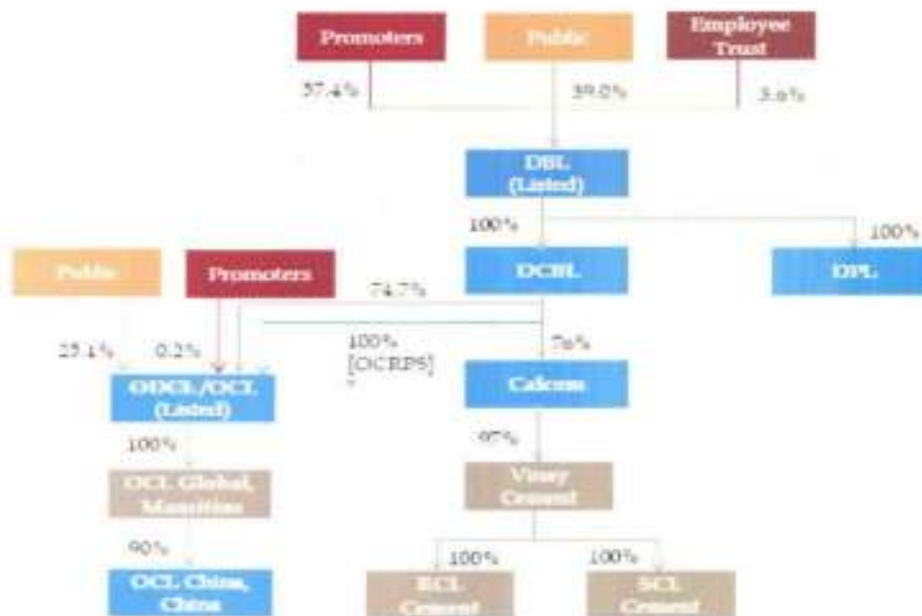 Promoters
Public
Employee
Trust
57.4%
39.0%
3.6%
DBL
(Listed)
100%
100%
Public
Promoters
DCBL
DPL
74.7%
25.1%
0.2%
100%
[OCRPS]
76%
ODCL/OCL
(Listed)
Calcom
100%
97%
OCL Global,
Mauritius
Vinay
Cement
90%
100%
100%
OCL China,
China
RCL
Cement
SCL
Cement